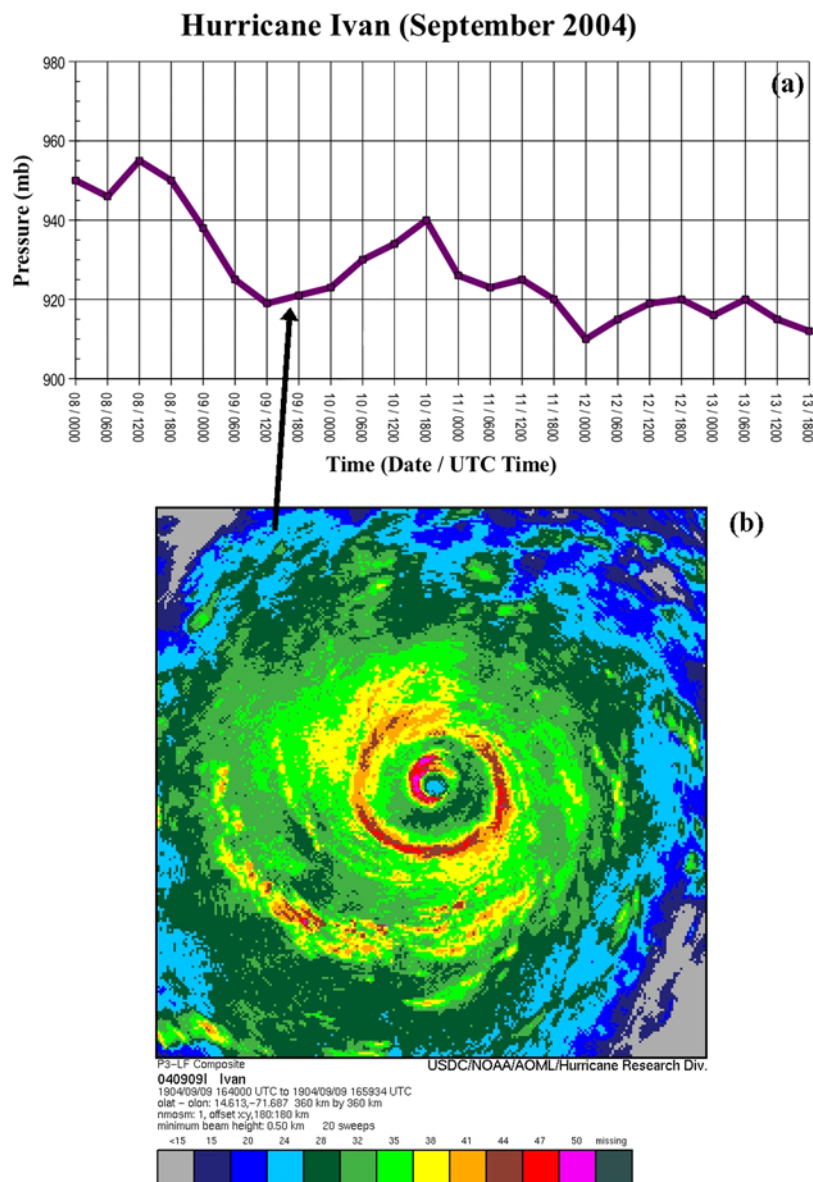 Hurricane Ivan (September 2004)
(a)
980
960
940
920
900
Pressure (mb)
08 / 0000
08 / 0600
08 / 1200
08 / 1800
09 / 0000
09 / 0600
09 / 1200
09 / 1800
10 / 0000
10 / 0600
10 / 1200
10 / 1800
11 / 0000
11 / 0600
11 / 1200
11 / 1800
12 / 0000
12 / 0600
12 / 1200
12 / 1800
13 / 0000
13 / 0600
13 / 1200
13 / 1800
Time (Date / UTC Time)
(b)
P3-LF Composite
USDC/NOAA/AOML/Hurricane Research Div.
040909I Ivan
1904/09/09 164000 UTC to 1904/09/09 165934 UTC
olat - olon: 14.613,-71.687 360 km by 360 km
nmosm: 1, offset x:y,180:180 km
minimum beam height: 0.50 km 20 sweeps
<15 15 20 24 28 32 35 38 41 44 47 50 missing